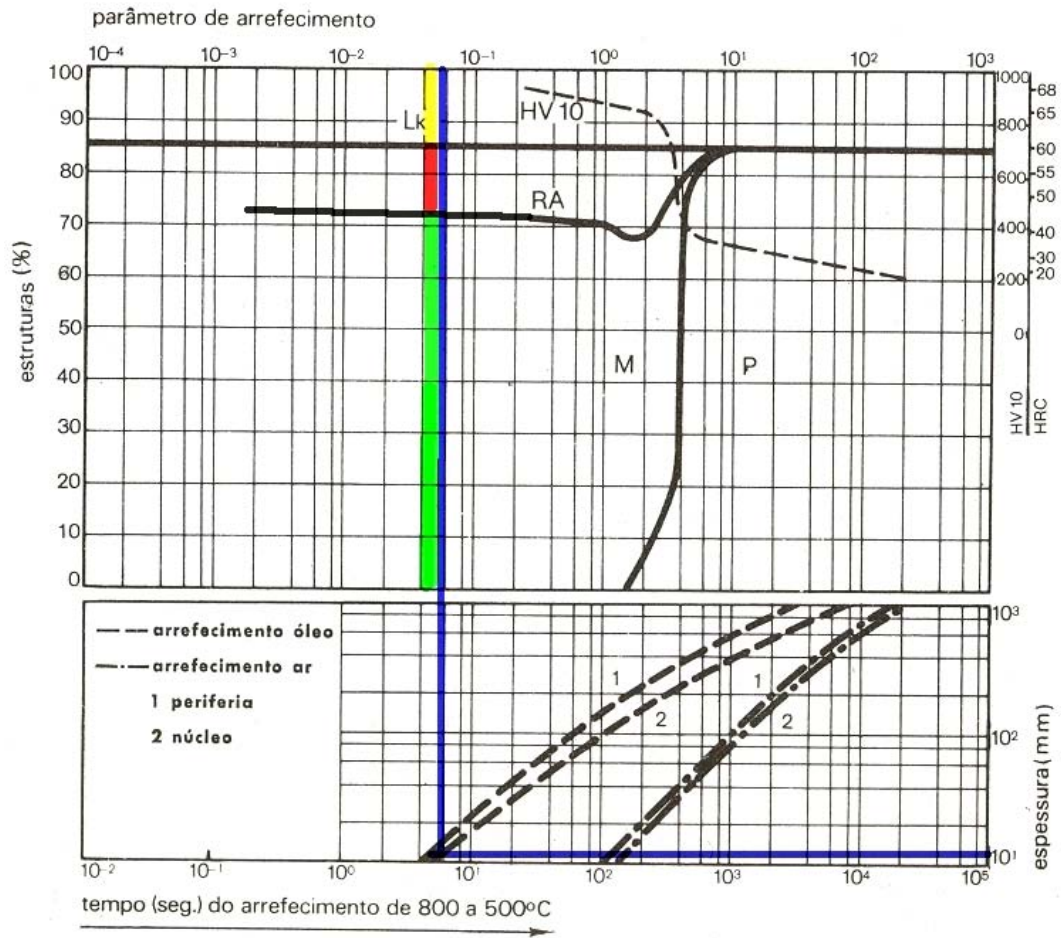 parâmetro de arrefecimento
10⁻⁴ 10⁻³ 10⁻² 10⁻¹ 10⁰ 10¹ 10² 10³
100 1000 68
90 Lk HV 10 800 65
60
80 600 55
RA 50
70 400 40
30
60 200 20
50 0
40 M P
30
20
10
0
estruturas (%)
HV 10
HRC
arrefecimento óleo
arrefecimento ar
1 periferia
2 núcleo
1 2 1 2
10³
10²
10¹
espessura (mm)
10⁻² 10⁻¹ 10⁰ 10¹ 10² 10³ 10⁴ 10⁵
tempo (seg.) do arrefecimento de 800 a 500ºC